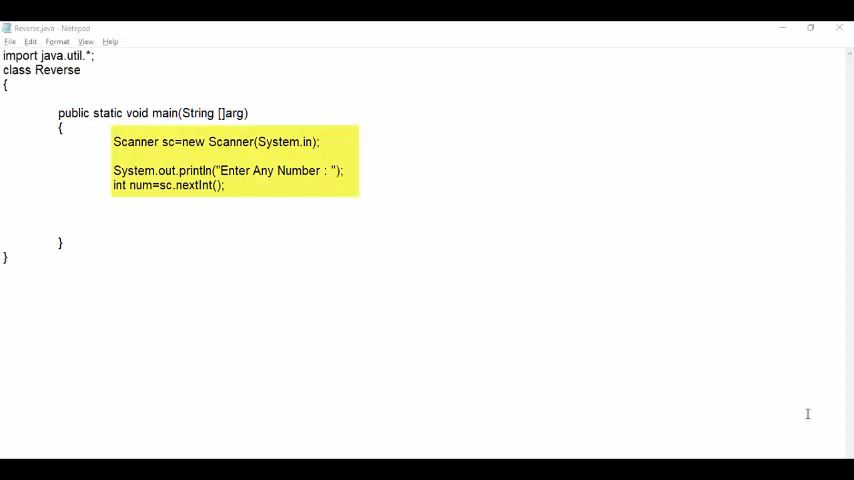 Reverse.java - Notepad
File Edit Format View Help
import java.util.*;
class Reverse
{
public static void main(String []arg)
{
Scanner sc=new Scanner(System.in);
System.out.println("Enter Any Number : ");
int num=sc.nextInt();
}
}